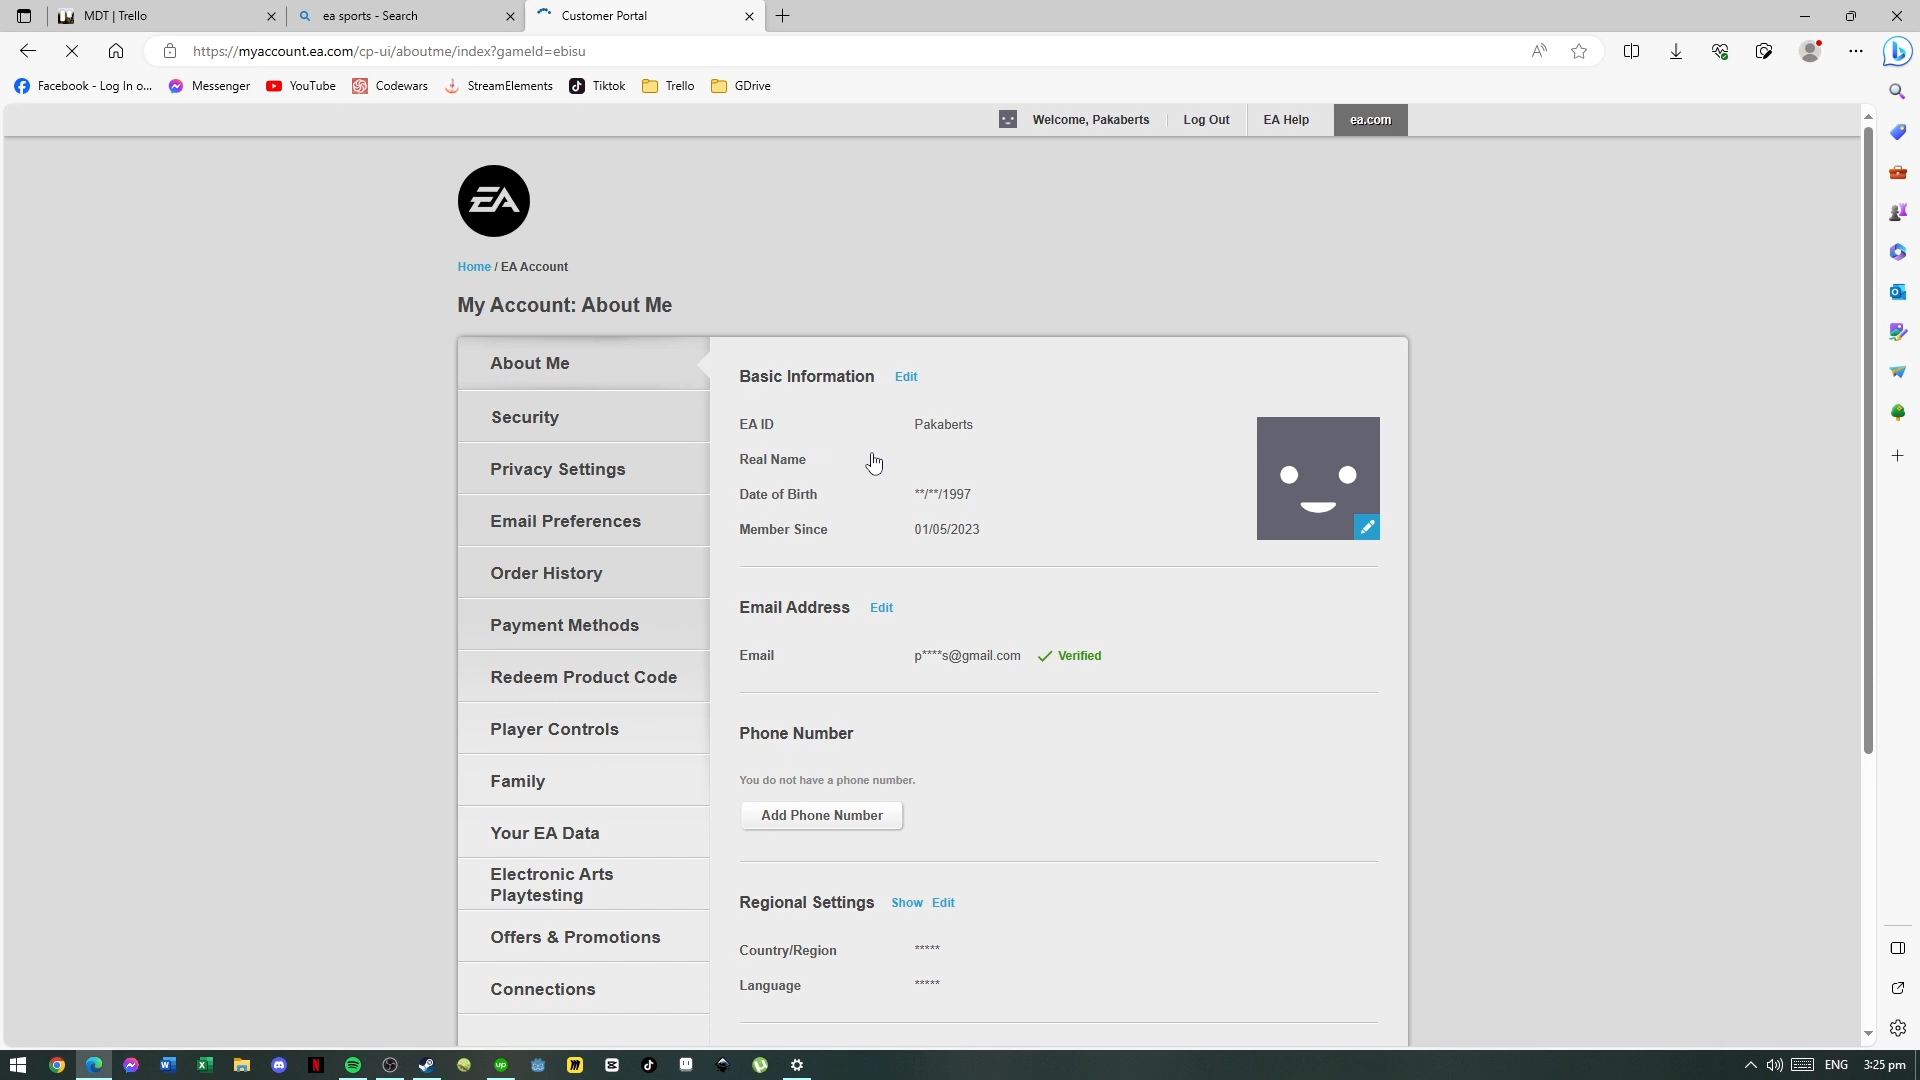 MDT | Trello
ea sports - Search
Customer Portal
https://myaccount.ea.com/cp-ui/aboutme/index?gameId=ebisu
Facebook - Log In o...
Messenger
YouTube
Codewars
StreamElements
Tiktok
Trello
GDrive
Welcome, Pakaberts
Log Out
EA Help
ea.com
EA
Home / EA Account
My Account: About Me
About Me
Security
Privacy Settings
Email Preferences
Order History
Payment Methods
Redeem Product Code
Player Controls
Family
Your EA Data
Electronic Arts
Playtesting
Offers & Promotions
Connections
Basic Information Edit
EA ID Pakaberts
Real Name
Date of Birth **/**/1997
Member Since 01/05/2023
Email Address Edit
Email p****s@gmail.com Verified
Phone Number
You do not have a phone number.
Add Phone Number
Regional Settings Show Edit
Country/Region *****
Language *****
ENG 3:25 pm